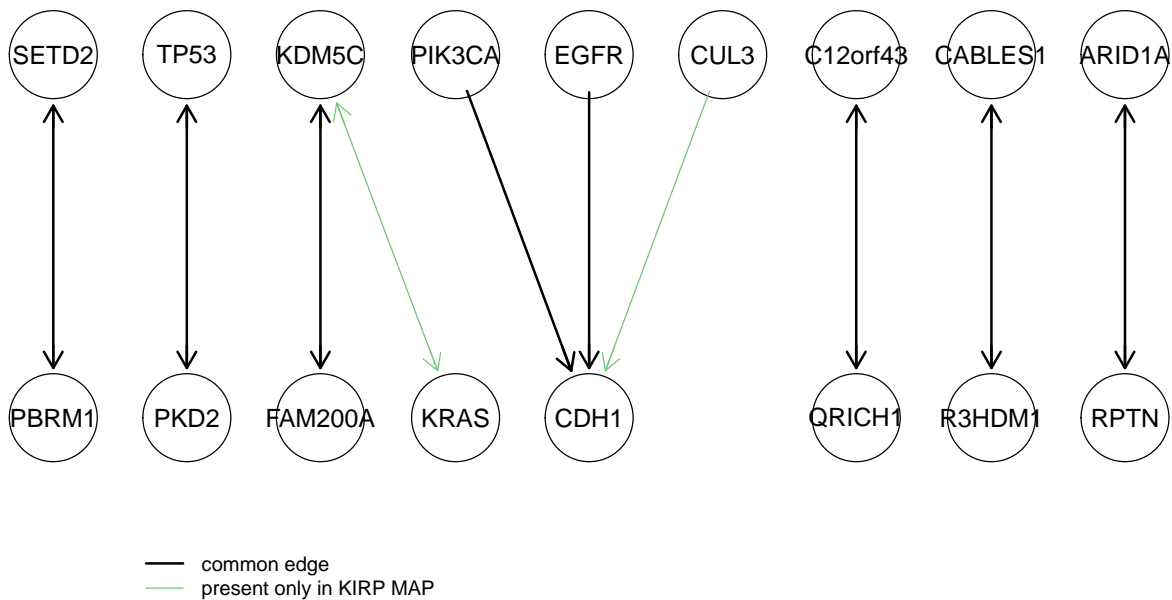 SETD2 TP53 KDM5C PIK3CA EGFR CUL3 C12orf43 CABLES1 ARID1A
PBRM1 PKD2 FAM200A KRAS CDH1 QRICH1 R3HDM1 RPTN
common edge
present only in KIRP MAP